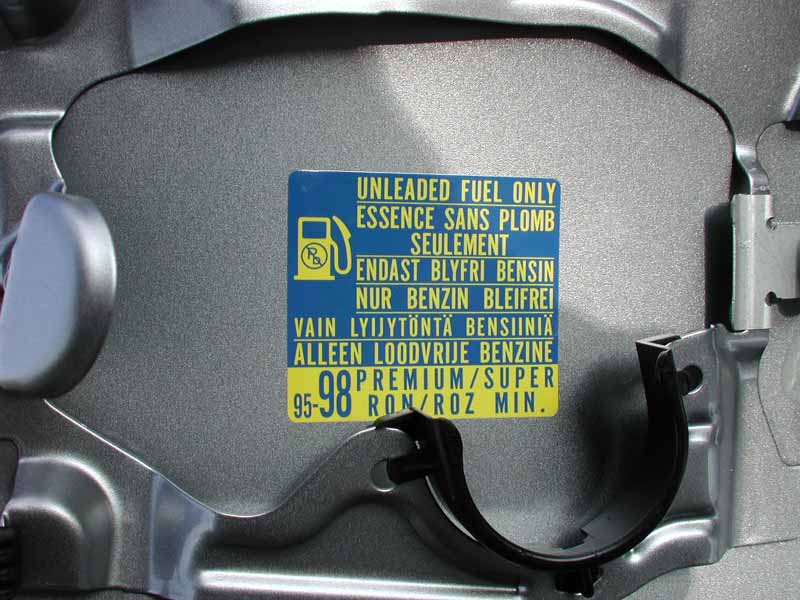 UNLEADED FUEL ONLY
ESSENCE SANS PLOMB
SEULEMENT
ENDAST BLYFRI BENSIN
NUR BENZIN BLEIFREI
VAIN LYIJYTÖNTÄ BENSIINIÄ
ALLEEN LOODVRIJE BENZINE
95-98 PREMIUM/SUPER
RON/ROZ MIN.